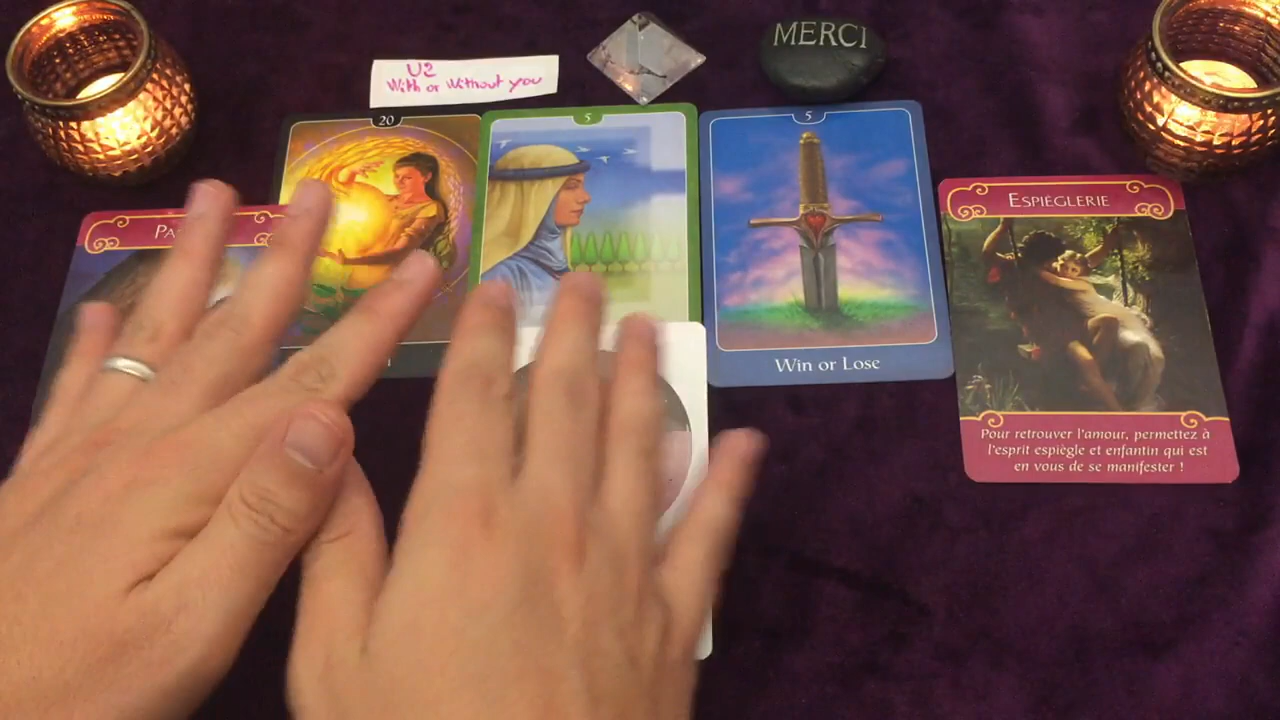 U2
With or Without you
MERCI
20
5
5
Win or Lose
ESPIÈGLERIE
Pour retrouver l'amour, permettez à
l'esprit espiègle et enfantin qui est
en vous de se manifester !